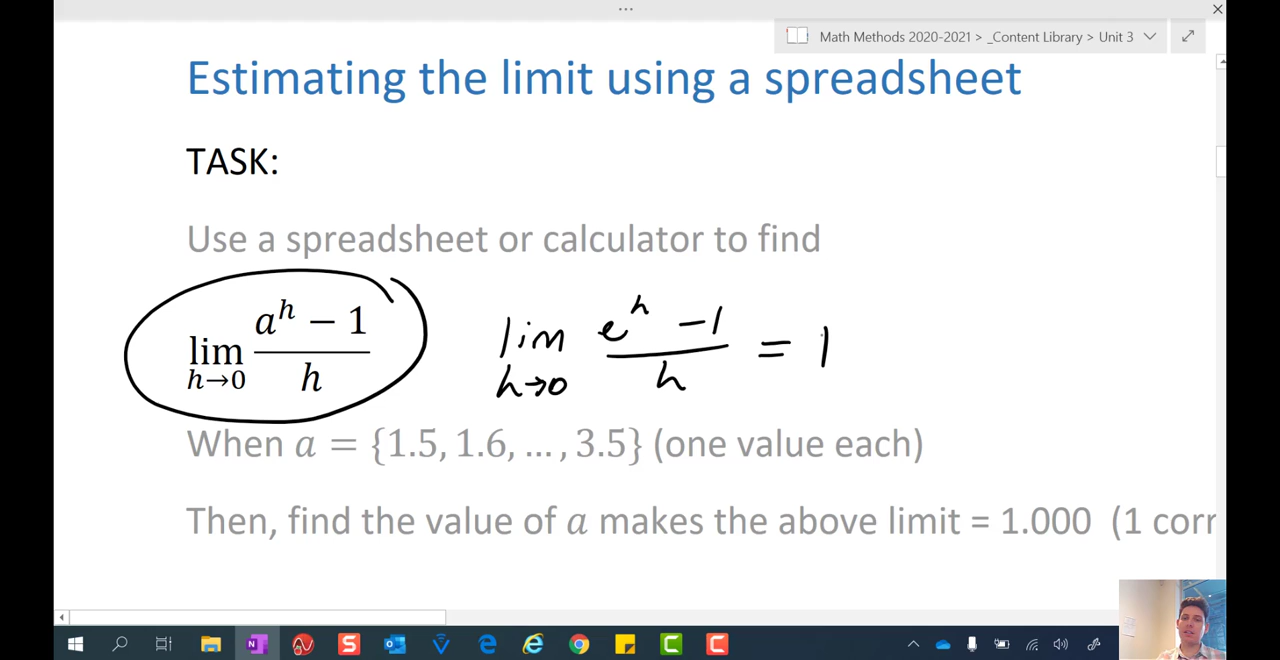 Math Methods 2020-2021 > _Content Library > Unit 3
Estimating the limit using a spreadsheet
TASK:
Use a spreadsheet or calculator to find
lim h→0 (a^h − 1)/h
lim h→0 (e^h − 1)/h = 1
When a = {1.5, 1.6, … , 3.5} (one value each)
Then, find the value of a makes the above limit = 1.000 (1 corr